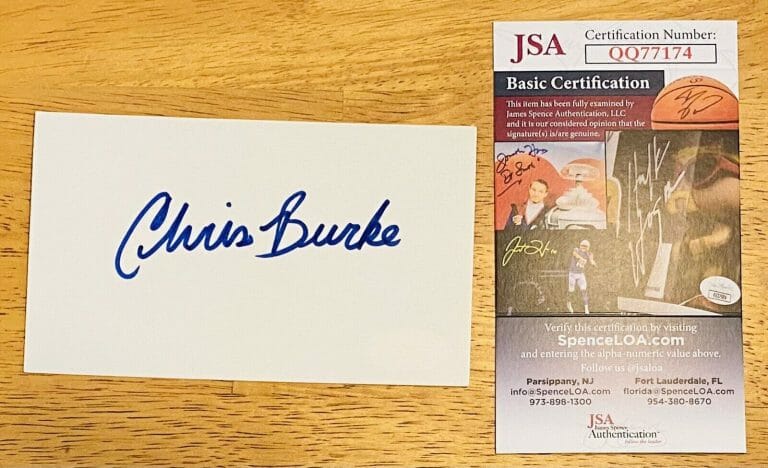 Chris Burke
JSA
Certification Number:
QQ77174
Basic Certification
This item has been fully examined by
James Spence Authentication, LLC
and it is our considered opinion that the
signature(s) is/are genuine.
Verify this certification by visiting
SpenceLOA.com
and entering the alpha-numeric value above.
Follow us @jsaloa
Parsippany, NJ
info@SpenceLOA.com
973-898-1300
Fort Lauderdale, FL
florida@SpenceLOA.com
954-380-8670
JSA
James Spence
Authentication